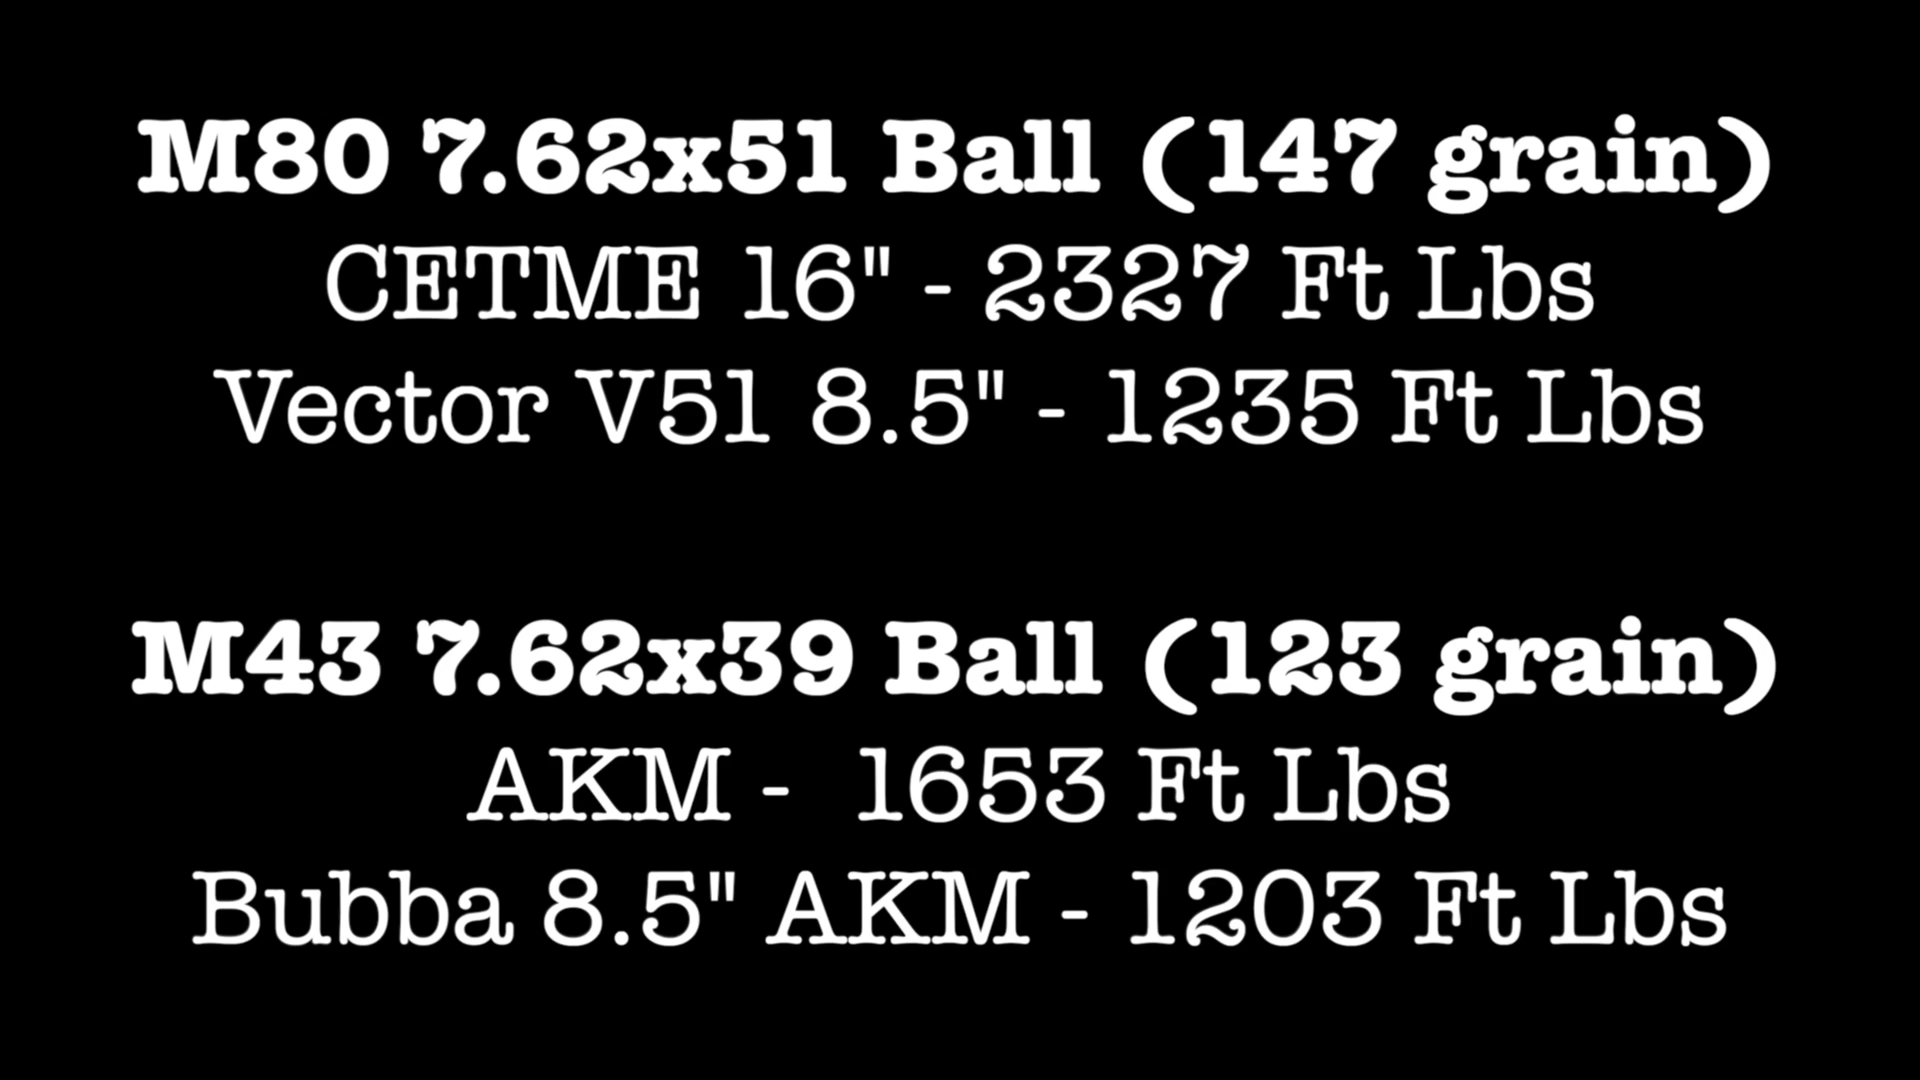 M80 7.62x51 Ball (147 grain)
CETME 16" - 2327 Ft Lbs
Vector V51 8.5" - 1235 Ft Lbs
M43 7.62x39 Ball (123 grain)
AKM - 1653 Ft Lbs
Bubba 8.5" AKM - 1203 Ft Lbs